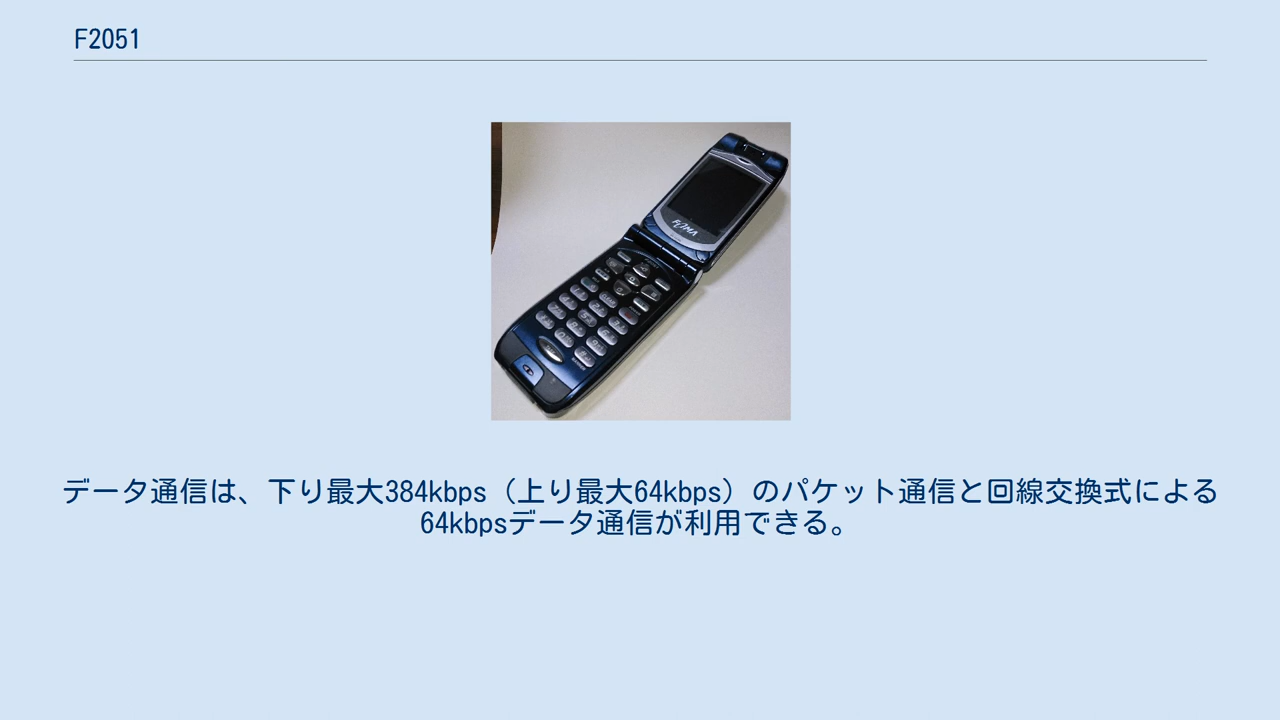 F2051
FOMA
データ通信は、下り最大384kbps（上り最大64kbps）のパケット通信と回線交換式による
64kbpsデータ通信が利用できる。